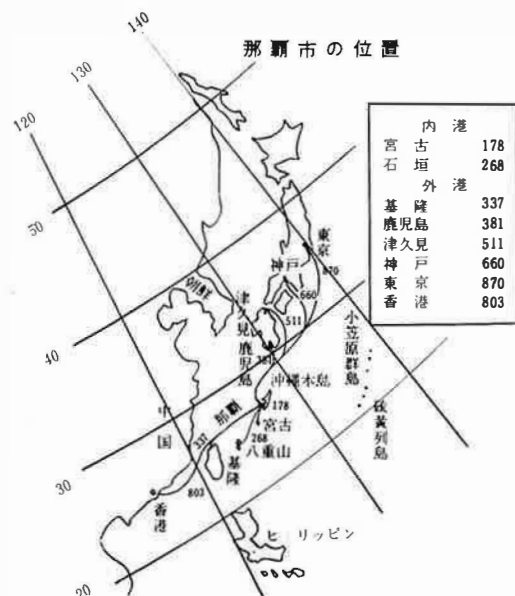 那覇市の位置
140
130
120
50
40
30
20
内港
宮古 178
石垣 268
外港
基隆 337
鹿児島 381
津久見 511
神戸 660
東京 870
香港 803
東京
神戸
870
660
511
朝鮮
津久見
鹿児島
381
小笠原群島
硫黄列島
沖縄本島
那覇
178
宮古
268
八重山
中国
337
基隆
803
香港
ヒリッピン